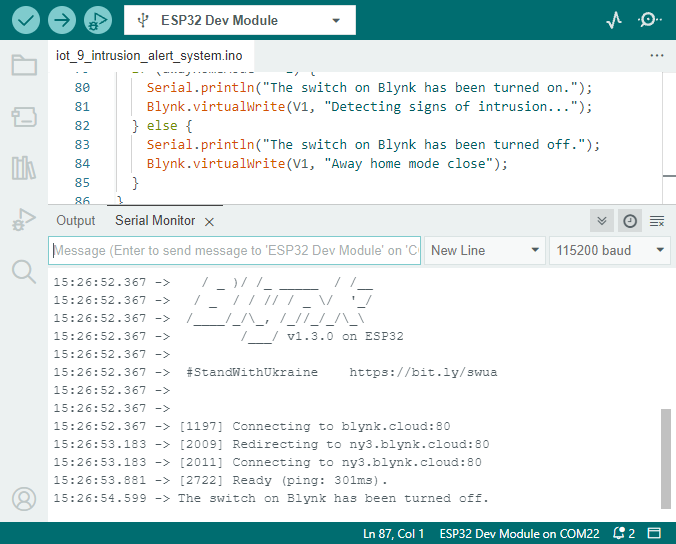 ESP32 Dev Module
iot_9_intrusion_alert_system.ino
80 Serial.println("The switch on Blynk has been turned on.");
81 Blynk.virtualWrite(V1, "Detecting signs of intrusion...");
82 } else {
83 Serial.println("The switch on Blynk has been turned off.");
84 Blynk.virtualWrite(V1, "Away home mode close");
85 }
86 }
Output Serial Monitor
Message (Enter to send message to 'ESP32 Dev Module' on 'CO New Line 115200 baud
15:26:52.367 -> / _ )/ /_ _____ / /__
15:26:52.367 -> / _ / / // / _ \/ '_/
15:26:52.367 -> /____/_/\_, /_//_/_/\_\
15:26:52.367 -> /___/ v1.3.0 on ESP32
15:26:52.367 ->
15:26:52.367 -> #StandWithUkraine https://bit.ly/swua
15:26:52.367 ->
15:26:52.367 ->
15:26:52.367 -> [1197] Connecting to blynk.cloud:80
15:26:53.183 -> [2009] Redirecting to ny3.blynk.cloud:80
15:26:53.183 -> [2011] Connecting to ny3.blynk.cloud:80
15:26:53.881 -> [2722] Ready (ping: 301ms).
15:26:54.599 -> The switch on Blynk has been turned off.
Ln 87, Col 1 ESP32 Dev Module on COM22 2